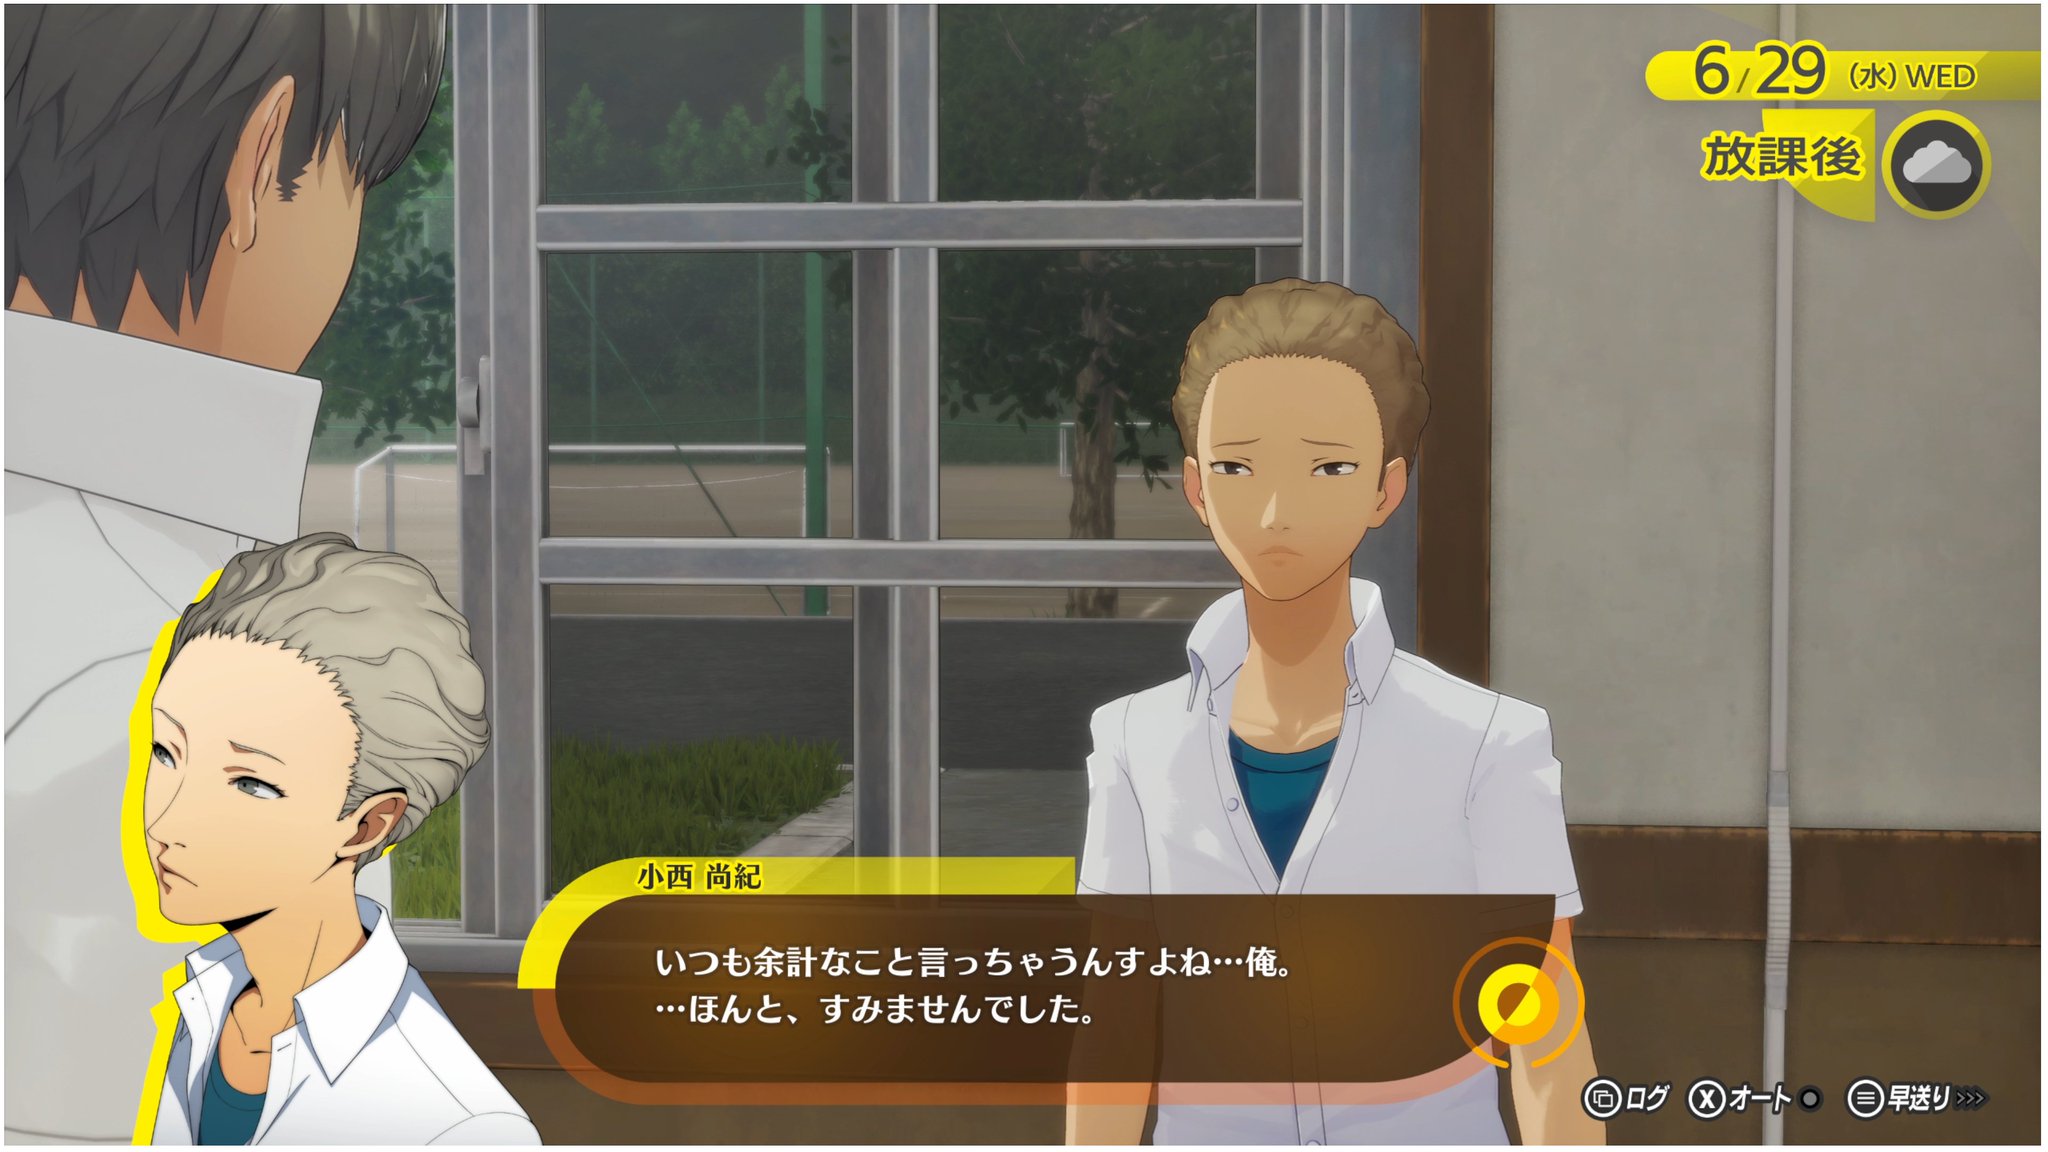 6/29 (水) WED
放課後
小西 尚紀
いつも余計なこと言っちゃうんすよね…俺。
…ほんと、すみませんでした。
ログ X オート 早送り